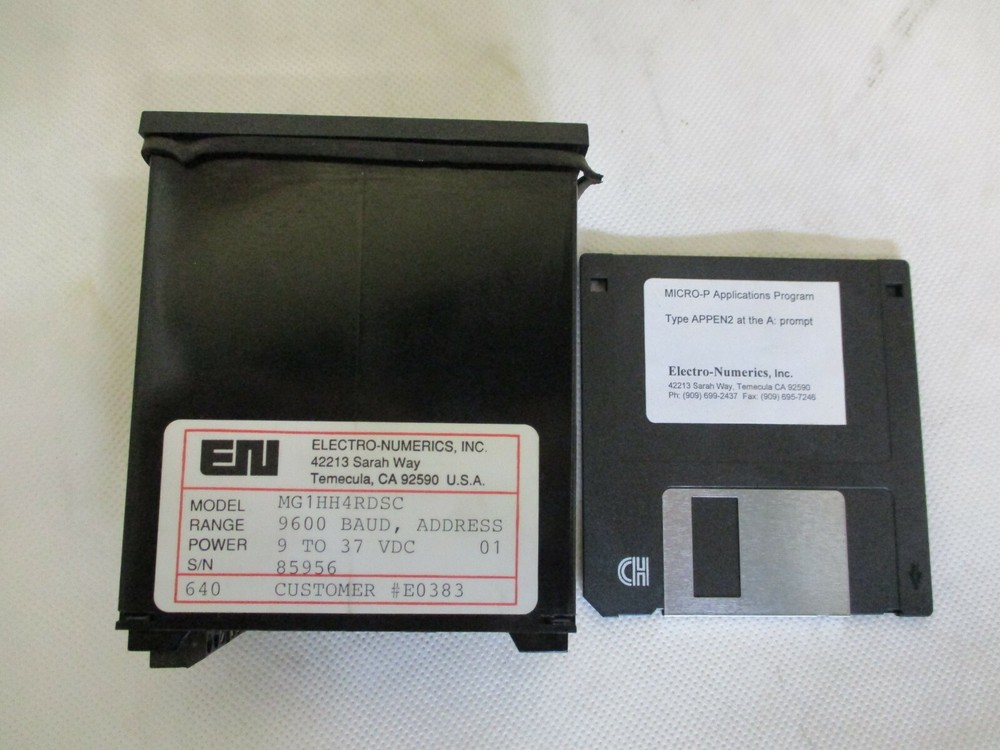 EN
ELECTRO-NUMERICS, INC.
42213 Sarah Way
Temecula, CA 92590 U.S.A.
MODEL MG1HH4RDSC
RANGE 9600 BAUD, ADDRESS
POWER 9 TO 37 VDC 01
S/N 85956
640 CUSTOMER #E0383
MICRO-P Applications Program
Type APPEN2 at the A: prompt
Electro-Numerics, Inc.
42213 Sarah Way, Temecula CA 92590
Ph: (909) 699-2437 Fax: (909) 695-7246
CH